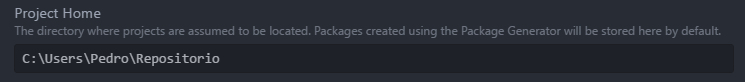 Project Home
The directory where projects are assumed to be located. Packages created using the Package Generator will be stored here by default.
C:\Users\Pedro\Repositorio